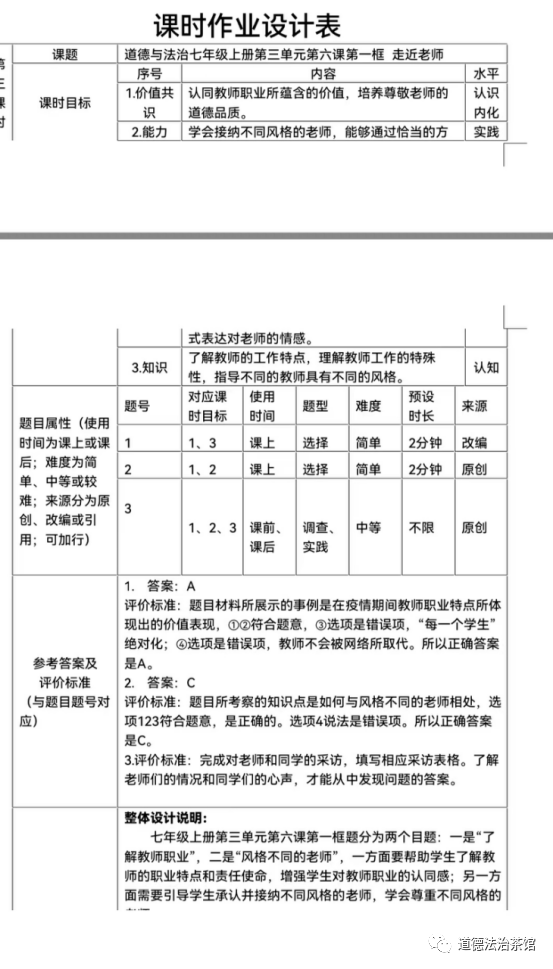 课时作业设计表
课题 道德与法治七年级上册第三单元第六课第一框 走近老师
课时目标
序号 内容 水平
1.价值共识 认同教师职业所蕴含的价值，培养尊敬老师的
道德品质。 认识
内化
2.能力 学会接纳不同风格的老师，能够通过恰当的方 实践
式表达对老师的情感。
3.知识 了解教师的工作特点，理解教师工作的特殊 认知
性，指导不同的教师具有不同的风格。
题目属性（使用
时间为课上或课
后；难度为简
单、中等或较
难；来源分为原
创、改编或引
用；可加行）
题号 对应课时目标 使用时间 题型 难度 预设时长 来源
1 1、3 课上 选择 简单 2分钟 改编
2 1、2 课上 选择 简单 2分钟 原创
3 1、2、3 课前、课后 调查、实践 中等 不限 原创
参考答案及
评价标准
（与题目题号对
应）
1. 答案：A
评价标准：题目材料所展示的事例是在疫情期间教师职业特点所体
现出的价值表现，①②符合题意，③选项是错误项，“每一个学生”
绝对化；④选项是错误项，教师不会被网络所取代。所以正确答案
是A。
2. 答案：C
评价标准：题目所考察的知识点是如何与风格不同的老师相处，选
项123符合题意，是正确的。选项4说法是错误项。所以正确答案
是C。
3.评价标准：完成对老师和同学的采访，填写相应采访表格。了解
老师们的情况和同学们的心声，才能从中发现问题的答案。
整体设计说明：
七年级上册第三单元第六课第一框题分为两个目题：一是“了
解教师职业”，二是“风格不同的老师”，一方面要帮助学生了解教
师的职业特点和责任使命，增强学生对教师职业的认同感；另一方
面需要引导学生承认并接纳不同风格的老师，学会尊重不同风格的
道德法治茶馆